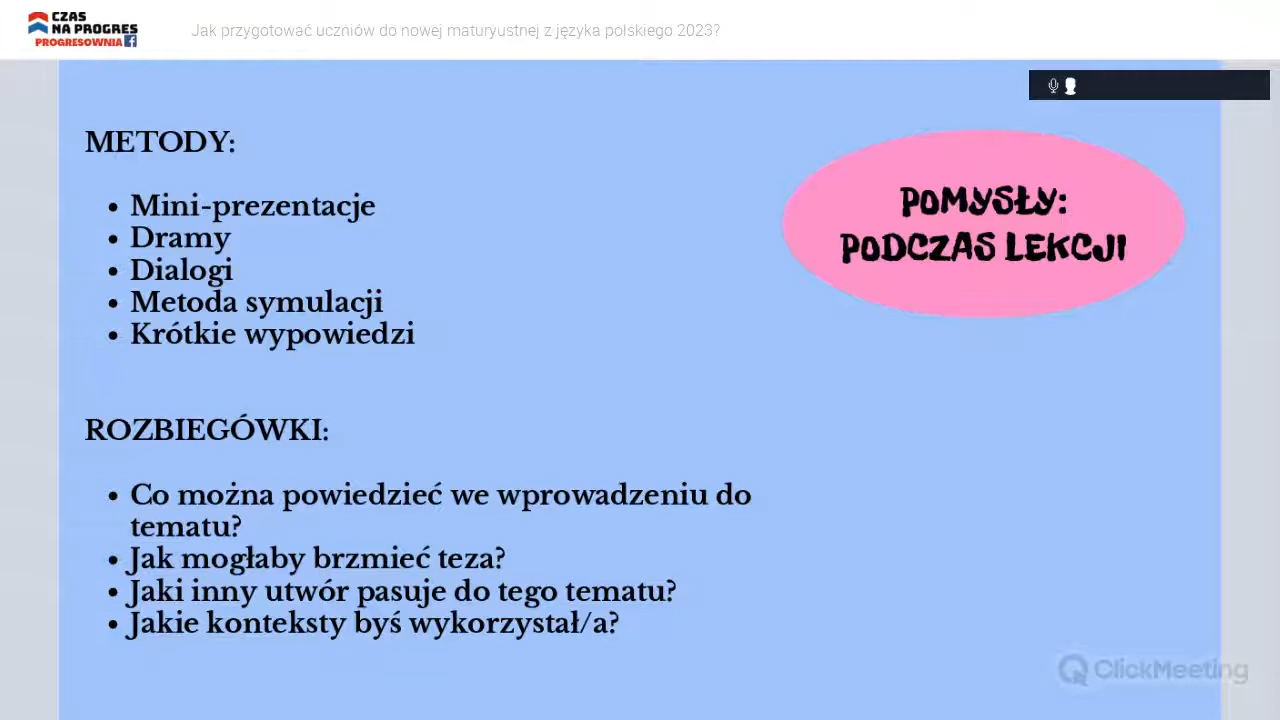 CZAS
NA PROGRES
PROGRESOWNIA
Jak przygotować uczniów do nowej maturyustnej z języka polskiego 2023?
METODY:
• Mini-prezentacje
• Dramy
• Dialogi
• Metoda symulacji
• Krótkie wypowiedzi
POMYSŁY:
PODCZAS LEKCJI
ROZBIEGÓWKI:
• Co można powiedzieć we wprowadzeniu do
tematu?
• Jak mogłaby brzmieć teza?
• Jaki inny utwór pasuje do tego tematu?
• Jakie konteksty byś wykorzystał/a?
ClickMeeting